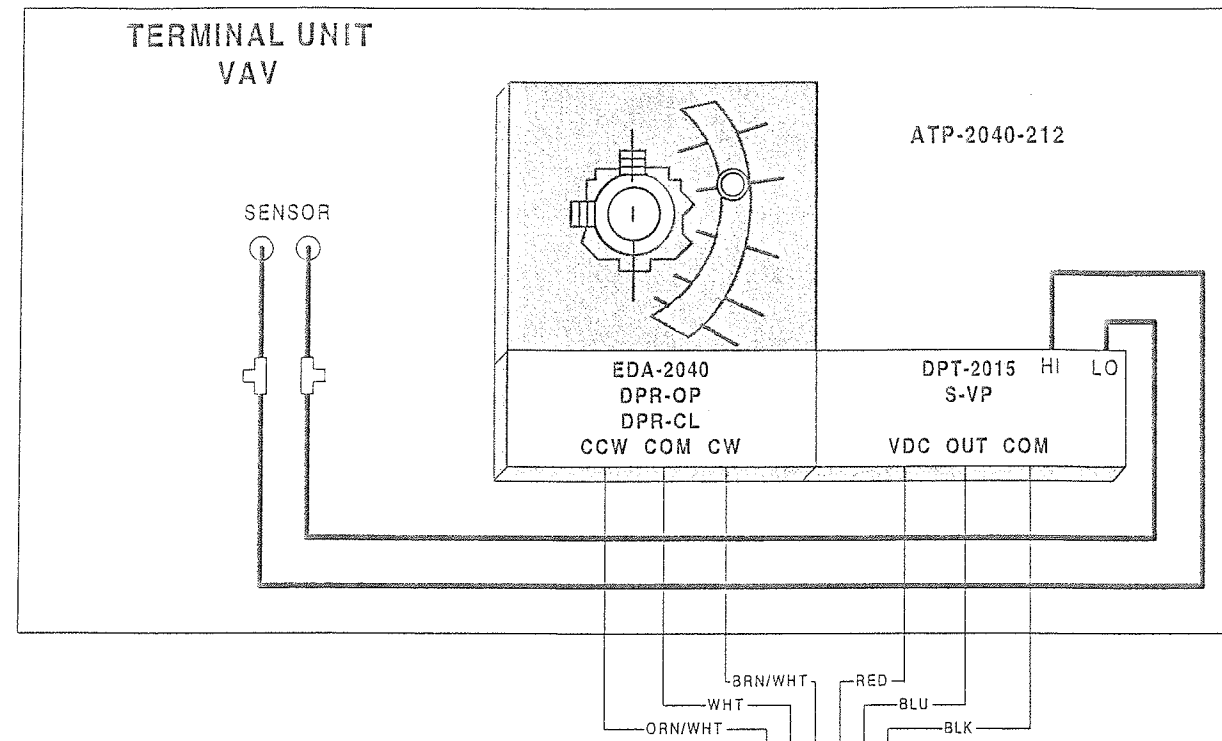 TERMINAL UNIT
VAV
ATP-2040-212
SENSOR
EDA-2040
DPR-OP
DPR-CL
CCW COM CW
DPT-2015 HI LO
S-VP
VDC OUT COM
BRN/WHT RED
WHT BLU
ORN/WHT BLK